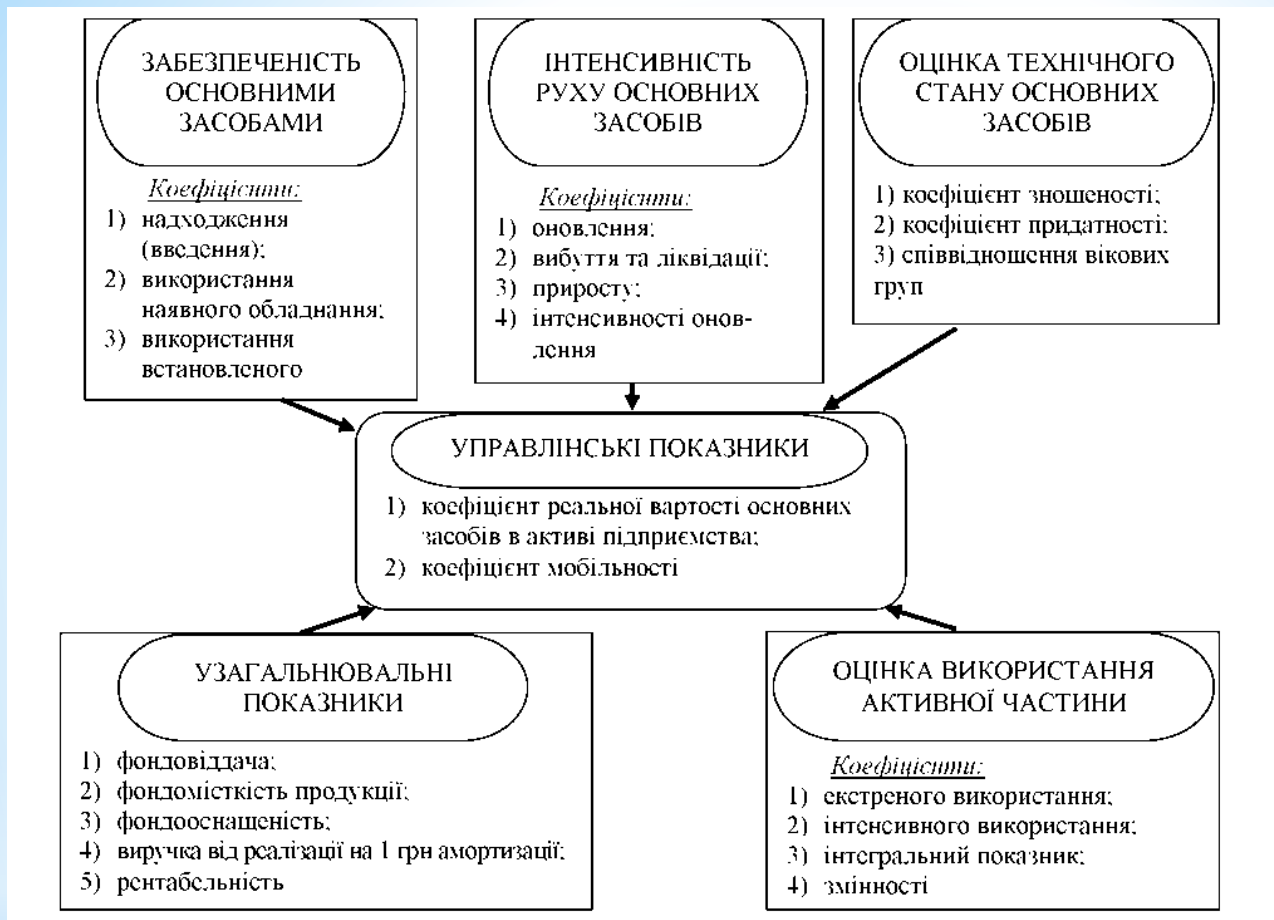 ЗАБЕЗПЕЧЕНІСТЬ
ОСНОВНИМИ
ЗАСОБАМИ
Коефіцієнти:
1) надходження
(введення);
2) використання
наявного обладнання;
3) використання
встановленого
ІНТЕНСИВНІСТЬ
РУХУ ОСНОВНИХ
ЗАСОБІВ
Коефіцієнти:
1) оновлення;
2) вибуття та ліквідації;
3) приросту;
4) інтенсивності онов-
лення
ОЦІНКА ТЕХНІЧНОГО
СТАНУ ОСНОВНИХ
ЗАСОБІВ
1) коефіцієнт зношеності;
2) коефіцієнт придатності;
3) співвідношення вікових
груп
УПРАВЛІНСЬКІ ПОКАЗНИКИ
1) коефіцієнт реальної вартості основних
засобів в активі підприємства;
2) коефіцієнт мобільності
УЗАГАЛЬНЮВАЛЬНІ
ПОКАЗНИКИ
1) фондовіддача;
2) фондомісткість продукції;
3) фондооснащеність;
4) виручка від реалізації на 1 грн амортизації;
5) рентабельність
ОЦІНКА ВИКОРИСТАННЯ
АКТИВНОЇ ЧАСТИНИ
Коефіцієнти:
1) екстреного використання;
2) інтенсивного використання;
3) інтегральний показник;
4) змінності